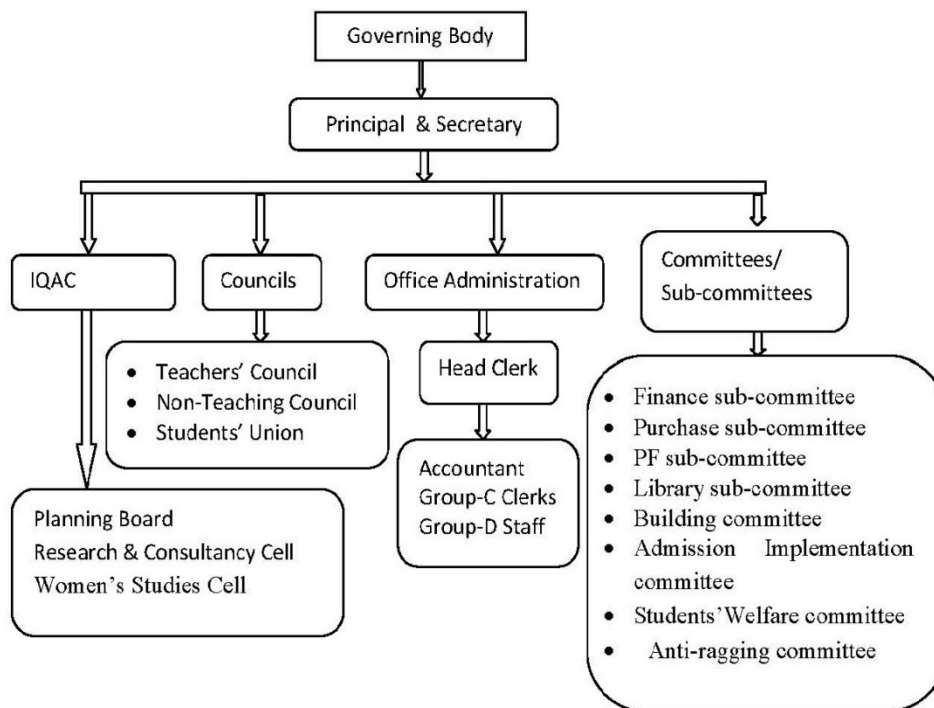 Governing Body
Principal & Secretary
IQAC
Councils
Office Administration
Committees/
Sub-committees
• Teachers' Council
• Non-Teaching Council
• Students' Union
Head Clerk
Accountant
Group-C Clerks
Group-D Staff
Planning Board
Research & Consultancy Cell
Women's Studies Cell
• Finance sub-committee
• Purchase sub-committee
• PF sub-committee
• Library sub-committee
• Building committee
• Admission Implementation
committee
• Students'Welfare committee
• Anti-ragging committee